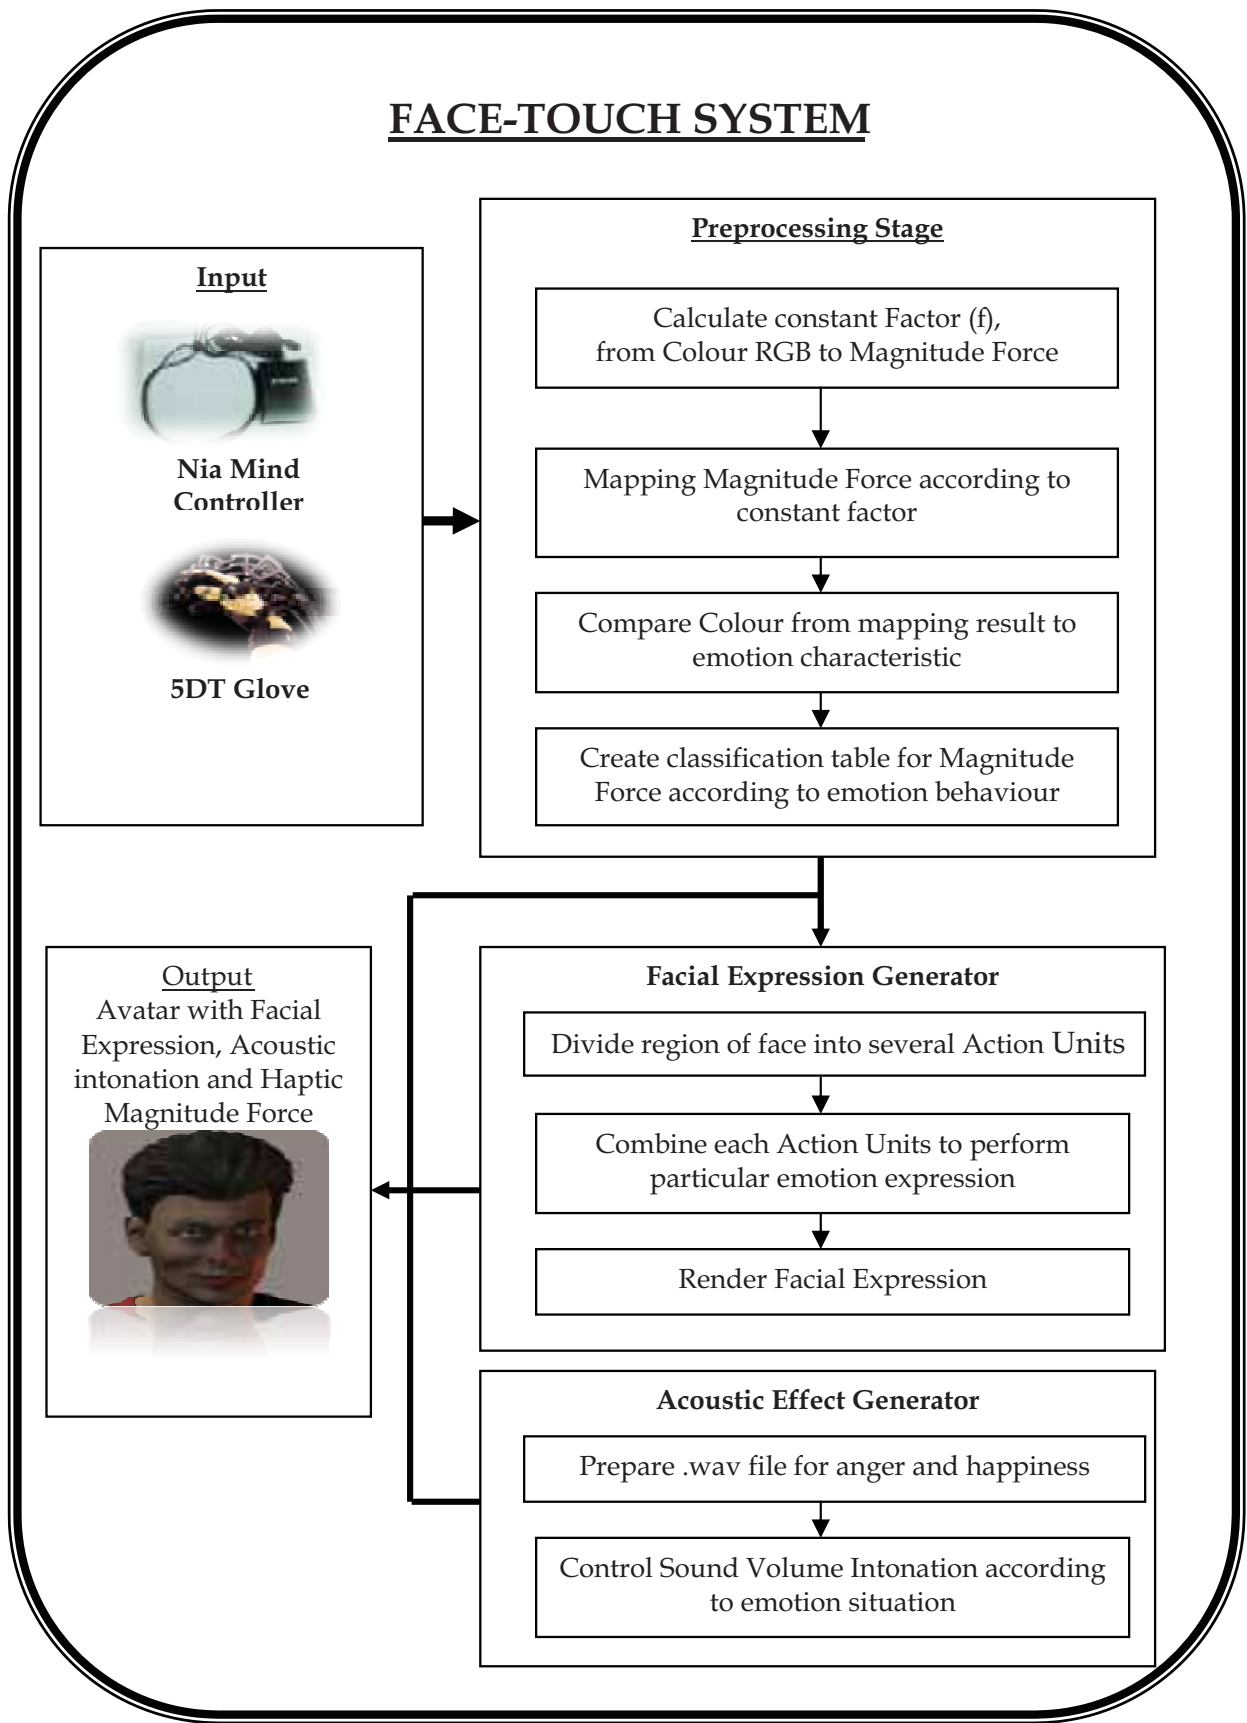 FACE-TOUCH SYSTEM
Input
Nia Mind
Controller
5DT Glove
Preprocessing Stage
Calculate constant Factor (f),
from Colour RGB to Magnitude Force
Mapping Magnitude Force according to
constant factor
Compare Colour from mapping result to
emotion characteristic
Create classification table for Magnitude
Force according to emotion behaviour
Output
Avatar with Facial
Expression, Acoustic
intonation and Haptic
Magnitude Force
Facial Expression Generator
Divide region of face into several Action Units
Combine each Action Units to perform
particular emotion expression
Render Facial Expression
Acoustic Effect Generator
Prepare .wav file for anger and happiness
Control Sound Volume Intonation according
to emotion situation